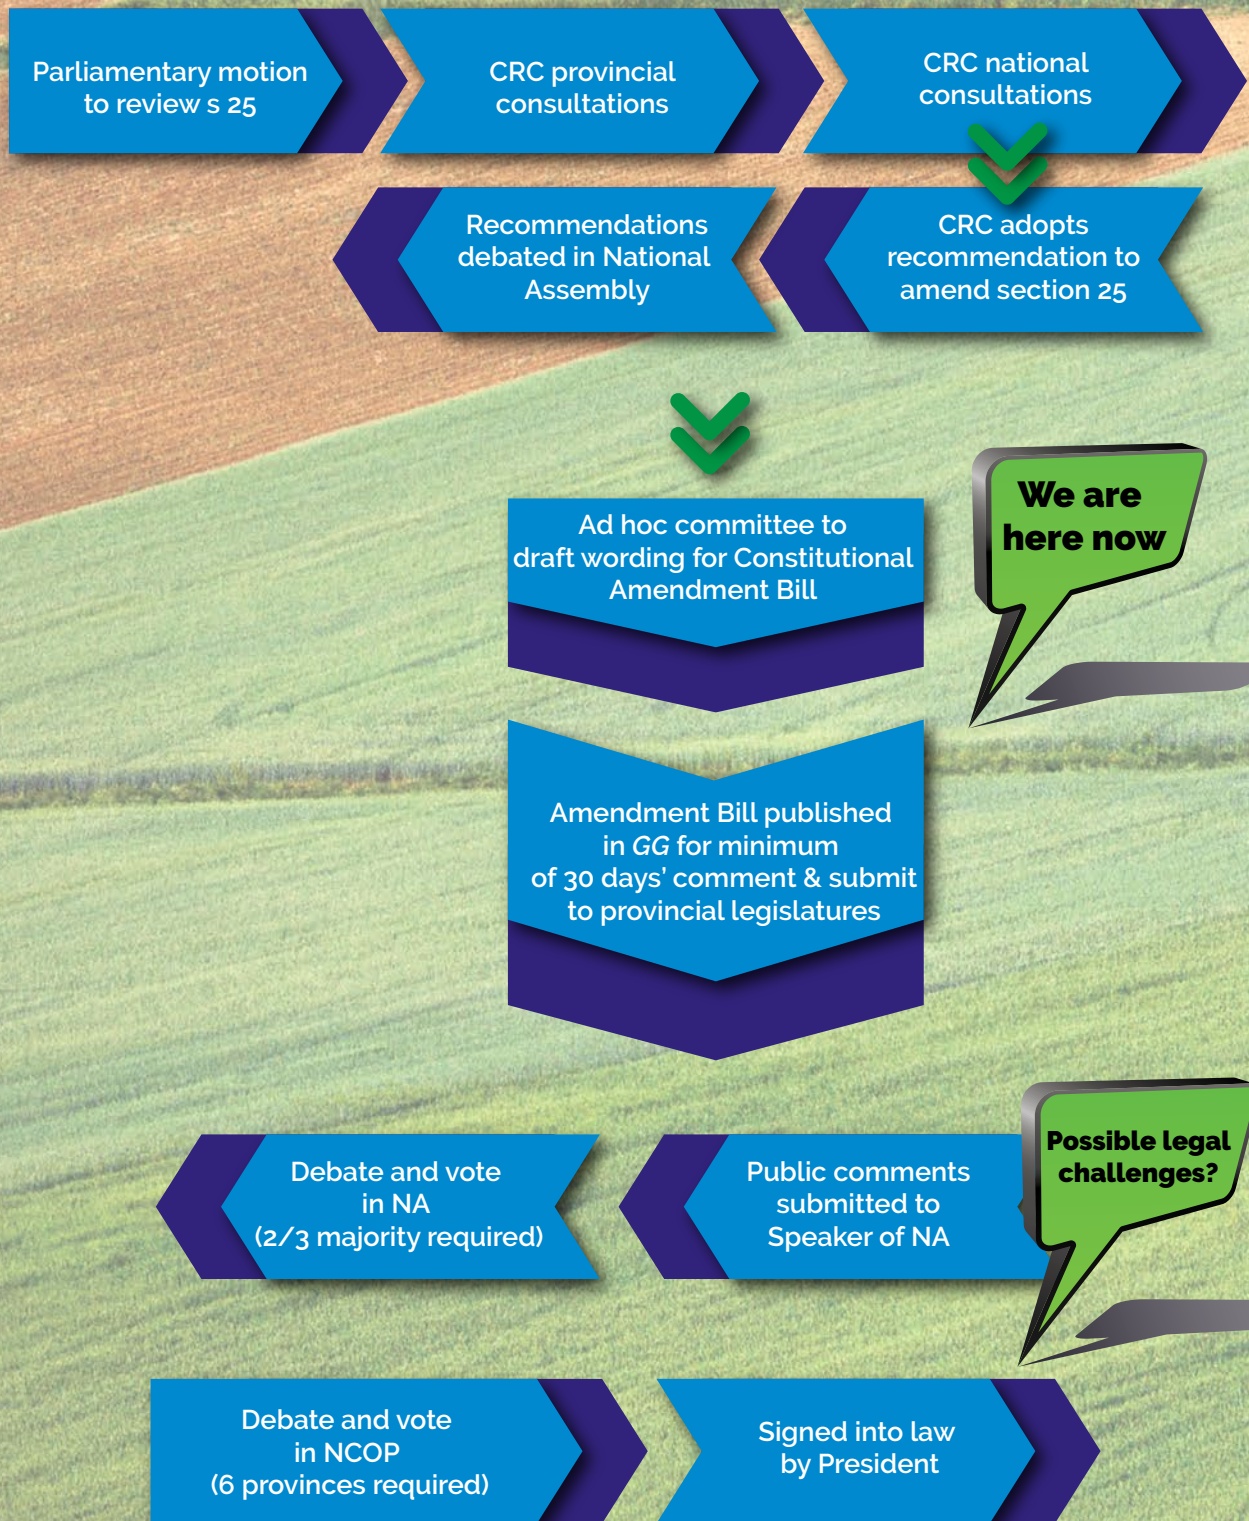 Parliamentary motion
to review s 25
CRC provincial
consultations
CRC national
consultations
CRC adopts
recommendation to
amend section 25
Recommendations
debated in National
Assembly
Ad hoc committee to
draft wording for Constitutional
Amendment Bill
We are
here now
Amendment Bill published
in GG for minimum
of 30 days’ comment & submit
to provincial legislatures
Possible legal
challenges?
Public comments
submitted to
Speaker of NA
Debate and vote
in NA
(2/3 majority required)
Debate and vote
in NCOP
(6 provinces required)
Signed into law
by President